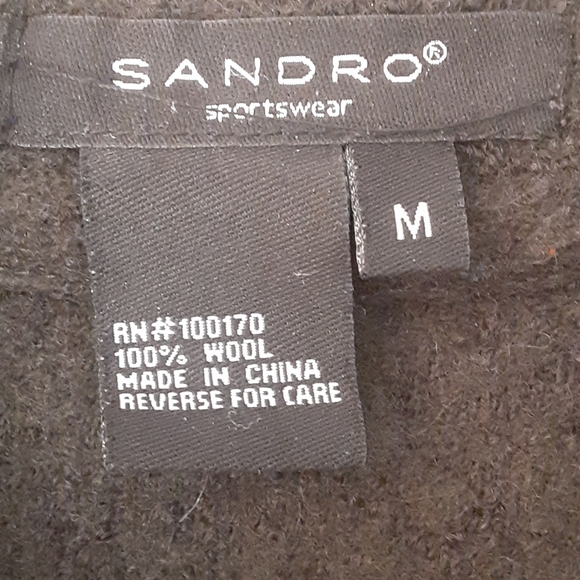 SANDRO®
sportswear
M
RN#100170
100% WOOL
MADE IN CHINA
REVERSE FOR CARE